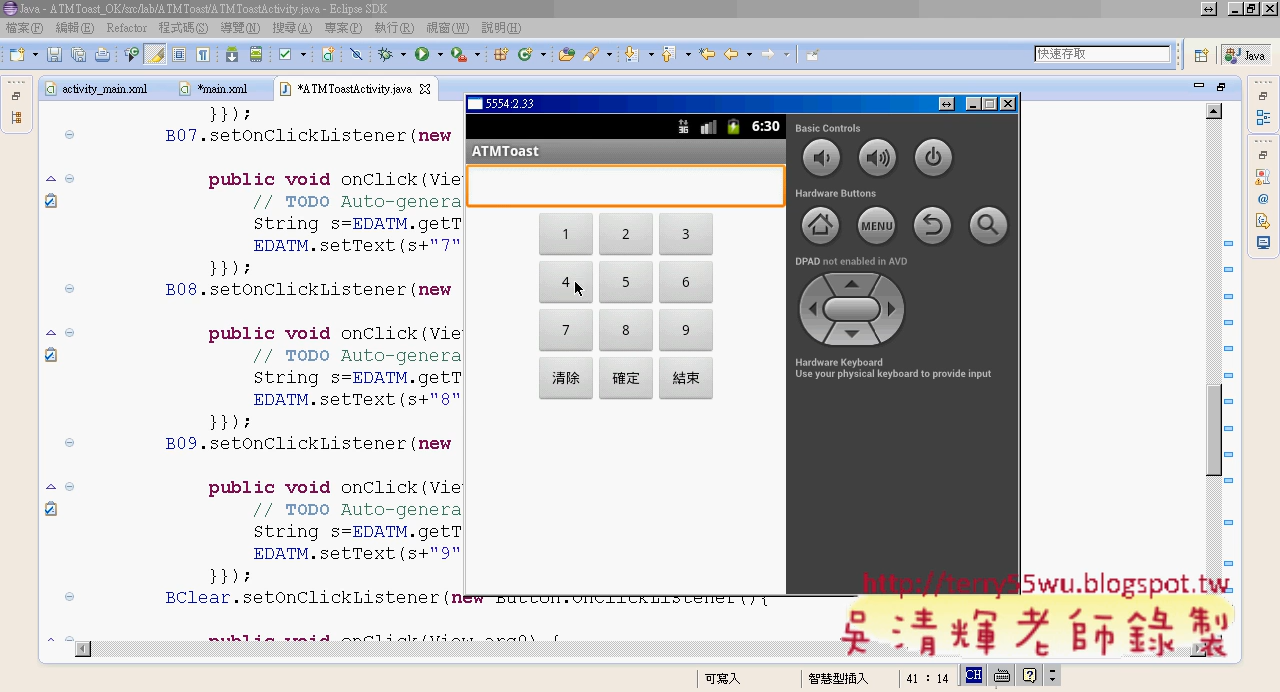 Java - ATMToast_OK/src/lab/ATMToast/ATMToastActivity.java - Eclipse SDK
檔案(F) 編輯(E) Refactor 程式碼(S) 導覽(N) 搜尋(A) 專案(P) 執行(R) 視窗(W) 說明(H)
快速存取
Java
activity_main.xml
*main.xml
*ATMToastActivity.java
}});
B07.setOnClickListener(new
public void onClick(Vie
// TODO Auto-genera
String s=EDATM.getT
EDATM.setText(s+"7"
}});
B08.setOnClickListener(new
public void onClick(Vie
// TODO Auto-genera
String s=EDATM.getT
EDATM.setText(s+"8"
}});
B09.setOnClickListener(new
public void onClick(Vie
// TODO Auto-genera
String s=EDATM.getT
EDATM.setText(s+"9"
}});
BClear.setOnClickListener(new Button.OnClickListener(){
public void onClick(View arg0) {
5554:2.33
3G
6:30
ATMToast
1 2 3
4 5 6
7 8 9
清除 確定 結束
Basic Controls
Hardware Buttons
MENU
DPAD not enabled in AVD
Hardware Keyboard
Use your physical keyboard to provide input
http://terry55wu.blogspot.tw
吳清輝老師錄製
可寫入
智慧型插入
41 : 14
CH